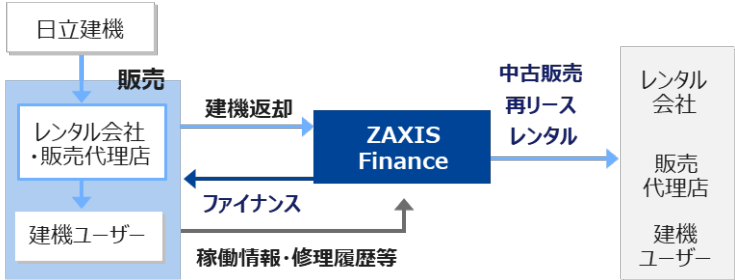 日立建機
販売
レンタル会社
・販売代理店
建機ユーザー
建機返却
ファイナンス
稼働情報・修理履歴等
ZAXIS
Finance
中古販売
再リース
レンタル
レンタル
会社
販売
代理店
建機
ユーザー